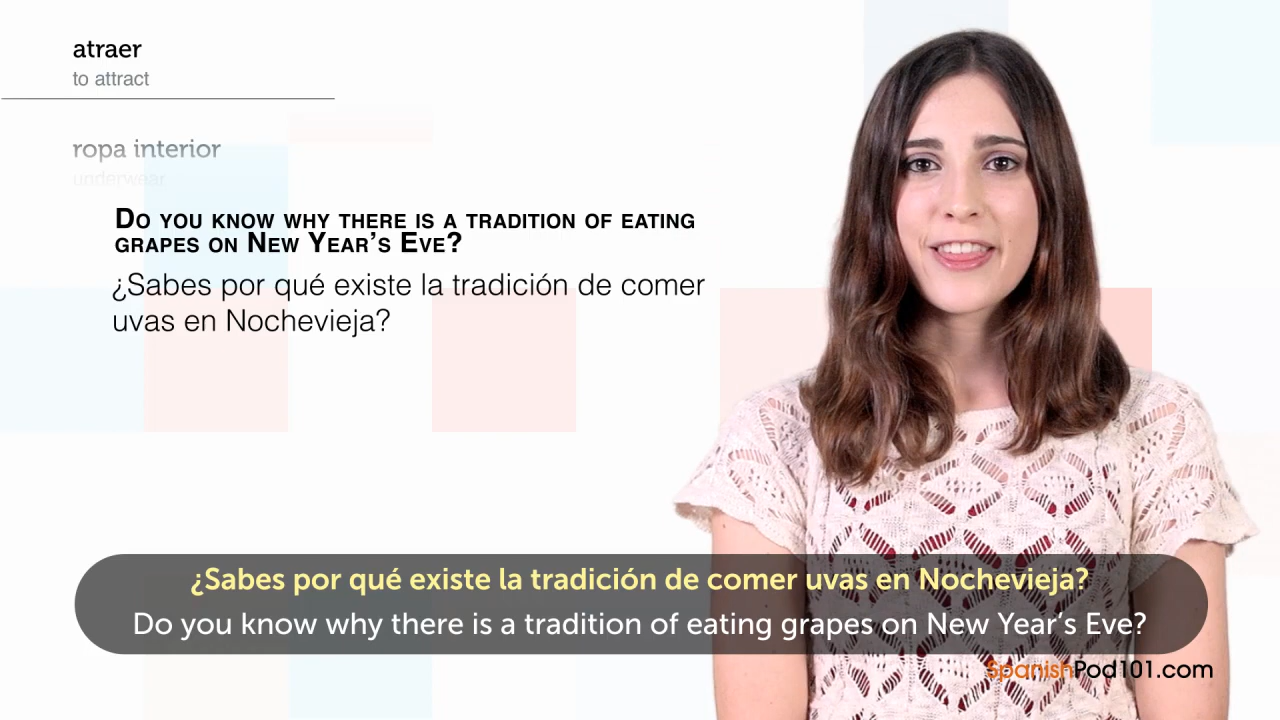 atraer
to attract
ropa interior
underwear
Do you know why there is a tradition of eating
grapes on New Year's Eve?
¿Sabes por qué existe la tradición de comer
uvas en Nochevieja?
¿Sabes por qué existe la tradición de comer uvas en Nochevieja?
Do you know why there is a tradition of eating grapes on New Year's Eve?
SpanishPod101.com